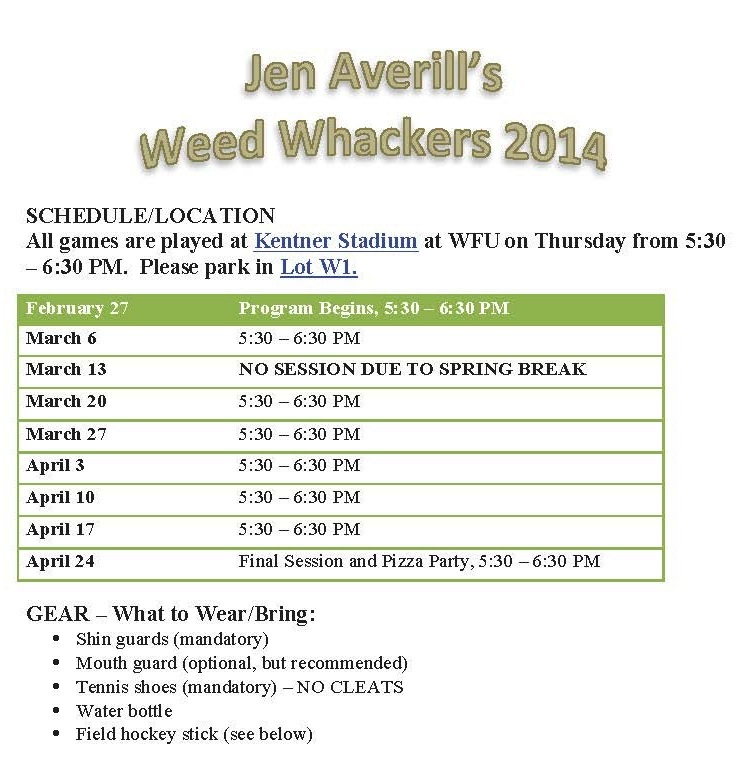 Jen Averill’s
Weed Whackers 2014
SCHEDULE/LOCATION
All games are played at Kentner Stadium at WFU on Thursday from 5:30
– 6:30 PM. Please park in Lot W1.
February 27 Program Begins, 5:30 – 6:30 PM
March 6 5:30 – 6:30 PM
March 13 NO SESSION DUE TO SPRING BREAK
March 20 5:30 – 6:30 PM
March 27 5:30 – 6:30 PM
April 3 5:30 – 6:30 PM
April 10 5:30 – 6:30 PM
April 17 5:30 – 6:30 PM
April 24 Final Session and Pizza Party, 5:30 – 6:30 PM
GEAR – What to Wear/Bring:
• Shin guards (mandatory)
• Mouth guard (optional, but recommended)
• Tennis shoes (mandatory) – NO CLEATS
• Water bottle
• Field hockey stick (see below)